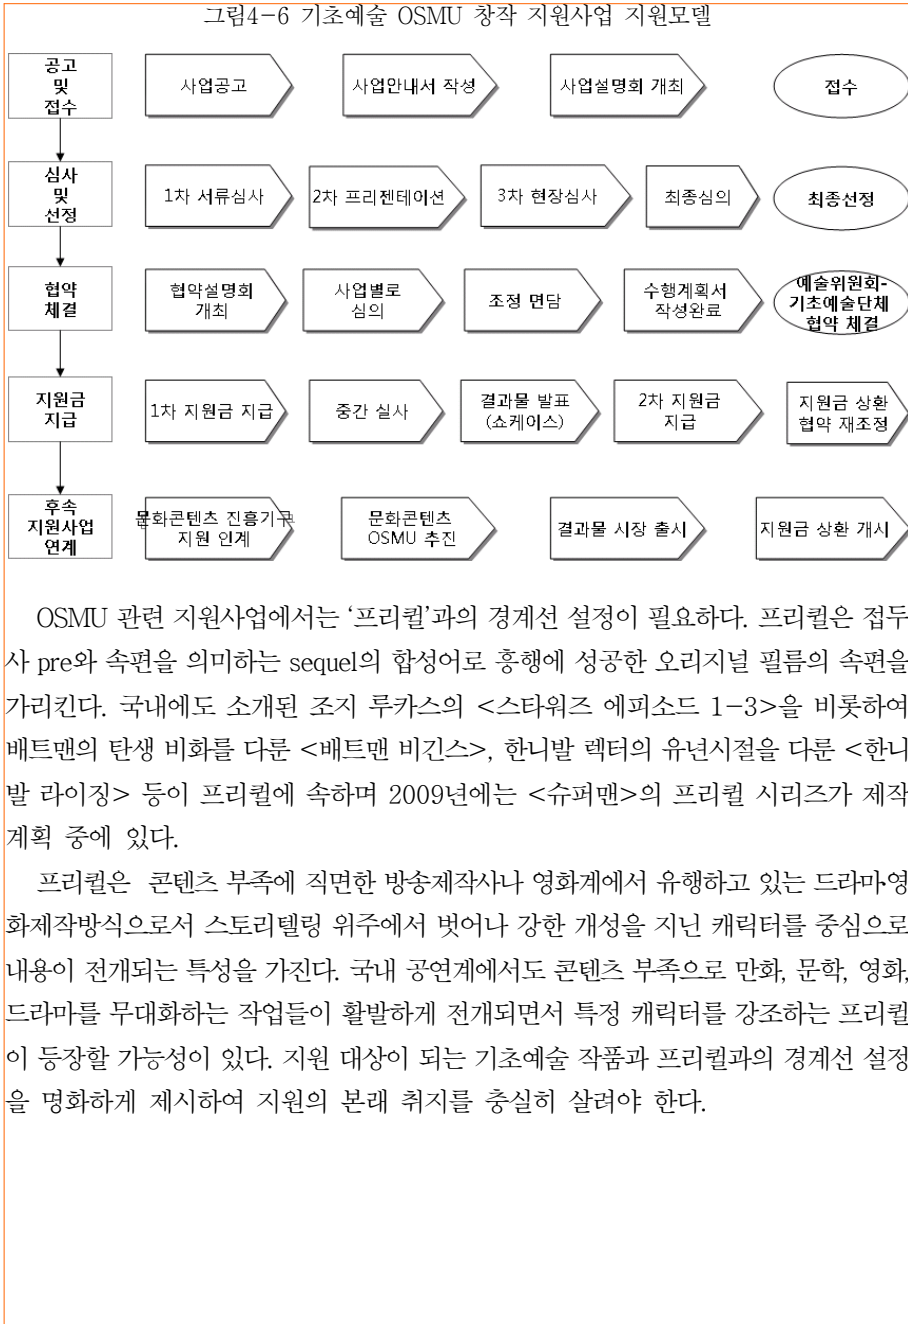 그림4-6 기초예술 OSMU 창작 지원사업 지원모델
공고
및
접수
사업공고
사업안내서 작성
사업설명회 개최
접수
심사
및
선정
1차 서류심사
2차 프리젠테이션
3차 현장심사
최종심의
최종선정
협약
체결
협약설명회
개최
사업별로
심의
조정 면담
수행계획서
작성완료
예술위원회-
기초예술단체
협약 체결
지원금
지급
1차 지원금 지급
중간 실사
결과물 발표
(쇼케이스)
2차 지원금
지급
지원금 상환
협약 재조정
후속
지원사업
연계
문화콘텐츠 진흥기구
지원 연계
문화콘텐츠
OSMU 추진
결과물 시장 출시
지원금 상환 개시
OSMU 관련 지원사업에서는 ‘프리퀄’과의 경계선 설정이 필요하다. 프리퀄은 접두
사 pre와 속편을 의미하는 sequel의 합성어로 흥행에 성공한 오리지널 필름의 속편을
가리킨다. 국내에도 소개된 조지 루카스의 <스타워즈 에피소드 1-3>을 비롯하여
배트맨의 탄생 비화를 다룬 <배트맨 비긴스>, 한니발 렉터의 유년시절을 다룬 <한니
발 라이징> 등이 프리퀄에 속하며 2009년에는 <슈퍼맨>의 프리퀄 시리즈가 제작
계획 중에 있다.
프리퀄은 콘텐츠 부족에 직면한 방송제작사나 영화계에서 유행하고 있는 드라마·영
화제작방식으로서 스토리텔링 위주에서 벗어나 강한 개성을 지닌 캐릭터를 중심으로
내용이 전개되는 특성을 가진다. 국내 공연계에서도 콘텐츠 부족으로 만화, 문학, 영화,
드라마를 무대화하는 작업들이 활발하게 전개되면서 특정 캐릭터를 강조하는 프리퀄
이 등장할 가능성이 있다. 지원 대상이 되는 기초예술 작품과 프리퀄과의 경계선 설정
을 명확하게 제시하여 지원의 본래 취지를 충실히 살려야 한다.